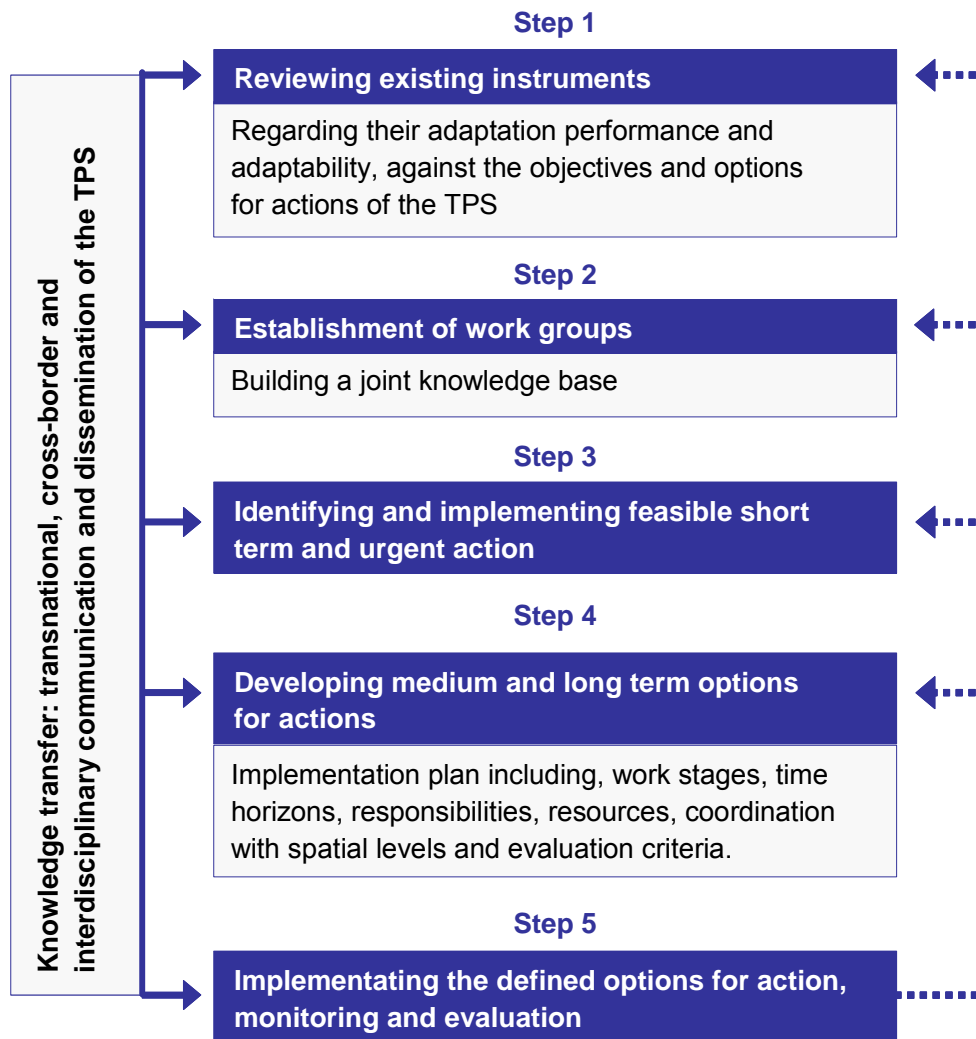 Knowledge transfer: transnational, cross-border and
interdisciplinary communication and dissemination of the TPS
Step 1
Reviewing existing instruments
Regarding their adaptation performance and
adaptability, against the objectives and options
for actions of the TPS
Step 2
Establishment of work groups
Building a joint knowledge base
Step 3
Identifying and implementing feasible short
term and urgent action
Step 4
Developing medium and long term options
for actions
Implementation plan including, work stages, time
horizons, responsibilities, resources, coordination
with spatial levels and evaluation criteria.
Step 5
Implementating the defined options for action,
monitoring and evaluation